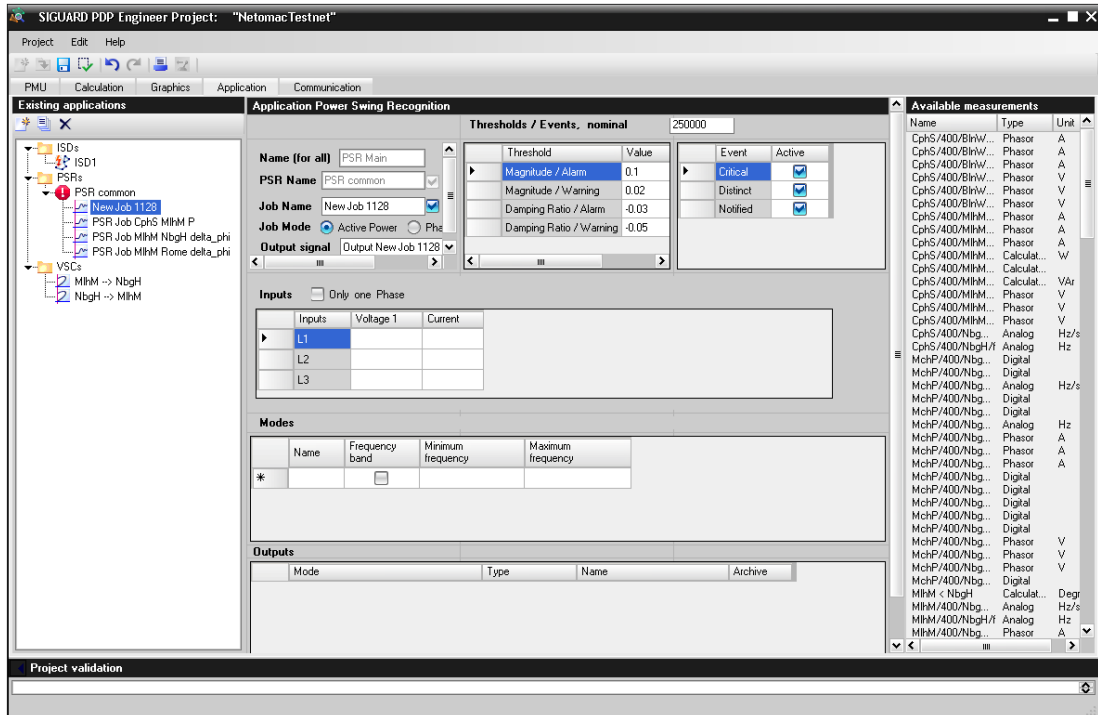 SIGUARD PDP Engineer Project: "NetomacTestnet"
Project Edit Help
PMU Calculation Graphics Application Communication
Existing applications
ISDs
ISD1
PSRs
PSR common
New Job 1128
PSR Job CphS MlhM P
PSR Job MlhM NbgH delta_phi
PSR Job MlhM Rome delta_phi
VSCs
MlhM --> NbgH
NbgH --> MlhM
Application Power Swing Recognition
Thresholds / Events, nominal 250000
Name (for all) PSR Main
PSR Name PSR common
Job Name New Job 1128
Job Mode Active Power Pha
Output signal Output New Job 1128
Threshold Value
Magnitude / Alarm 0.1
Magnitude / Warning 0.02
Damping Ratio / Alarm -0.03
Damping Ratio / Warning -0.05
Event Active
Critical
Distinct
Notified
Inputs Only one Phase
Inputs Voltage 1 Current
L1
L2
L3
Modes
Name Frequency band Minimum frequency Maximum frequency
Outputs
Mode Type Name Archive
Available measurements
Name Type Unit
CphS/400/BlnW... Phasor A
CphS/400/BlnW... Phasor A
CphS/400/BlnW... Phasor A
CphS/400/BlnW... Phasor V
CphS/400/BlnW... Phasor V
CphS/400/BlnW... Phasor V
CphS/400/MlhM... Phasor A
CphS/400/MlhM... Phasor A
CphS/400/MlhM... Phasor A
CphS/400/MlhM... Calculat... W
CphS/400/MlhM... Calculat...
CphS/400/MlhM... Calculat... VAr
CphS/400/MlhM... Phasor V
CphS/400/MlhM... Phasor V
CphS/400/MlhM... Phasor V
CphS/400/Nbg... Analog Hz/s
CphS/400/NbgH/f Analog Hz
MchP/400/Nbg... Digital
MchP/400/Nbg... Digital
MchP/400/Nbg... Analog Hz/s
MchP/400/Nbg... Digital
MchP/400/Nbg... Digital
MchP/400/Nbg... Analog Hz
MchP/400/Nbg... Phasor A
MchP/400/Nbg... Phasor A
MchP/400/Nbg... Phasor A
MchP/400/Nbg... Digital
MchP/400/Nbg... Digital
MchP/400/Nbg... Digital
MchP/400/Nbg... Digital
MchP/400/Nbg... Digital
MchP/400/Nbg... Phasor V
MchP/400/Nbg... Phasor V
MchP/400/Nbg... Phasor V
MchP/400/Nbg... Digital
MlhM < NbgH Calculat... Degr
MlhM/400/Nbg... Analog Hz/s
MlhM/400/NbgH/f Analog Hz
MlhM/400/Nbg... Phasor A
Project validation